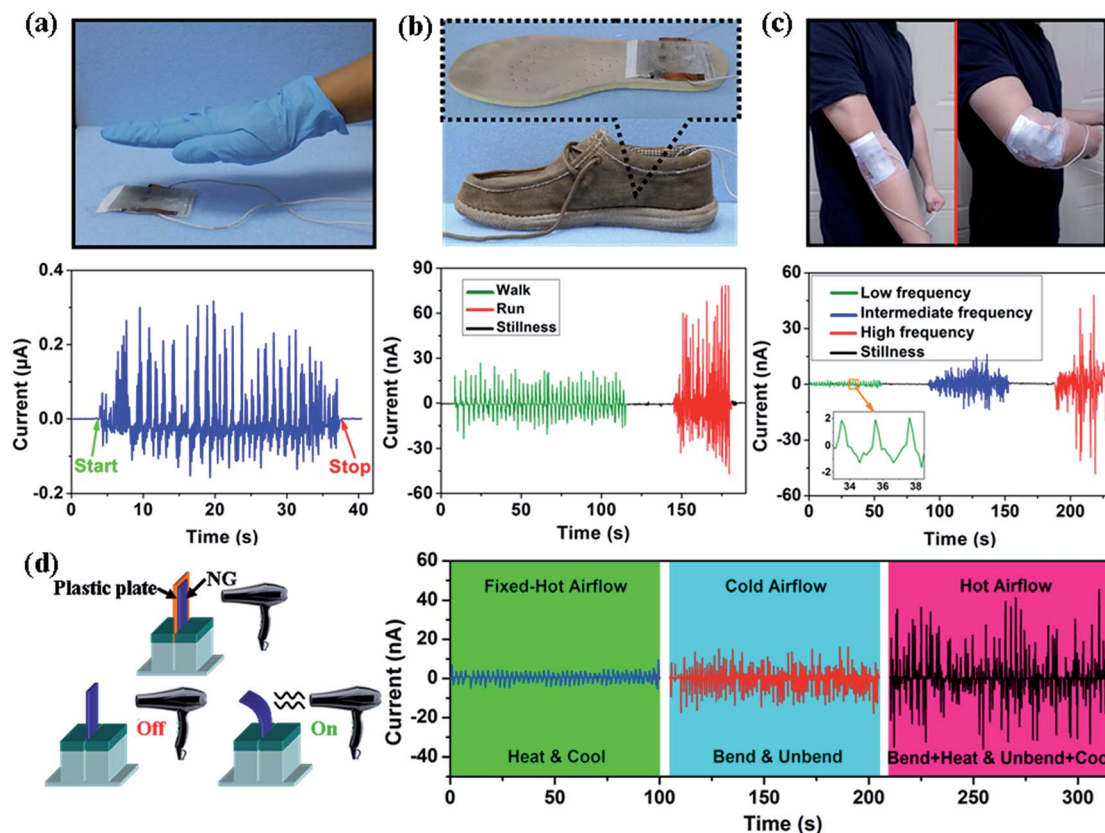 (a)
(b)
(c)
0.4
0.2
0.0
-0.2
Current (μA)
Start
Stop
0 10 20 30 40
Time (s)
90
60
30
0
-30
-60
Current (nA)
Walk
Run
Stillness
0 50 100 150
Time (s)
60
30
0
-30
-60
Current (nA)
Low frequency
Intermediate frequency
High frequency
Stillness
2
0
-2
34 36 38
0 50 100 150 200
Time (s)
(d)
Plastic plate
NG
Off
On
60
40
20
0
-20
-40
Current (nA)
Fixed-Hot Airflow
Cold Airflow
Hot Airflow
Heat & Cool
Bend & Unbend
Bend+Heat & Unbend+Coo
0 50 100 150 200 250 300
Time (s)